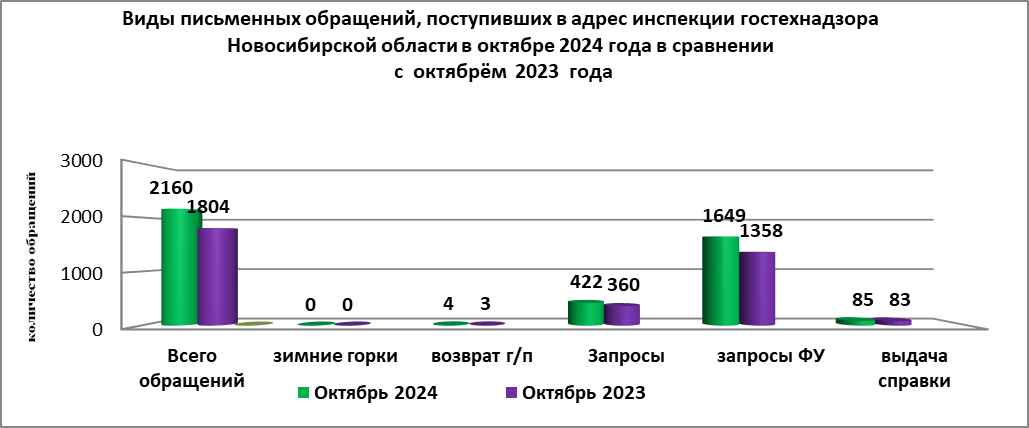 Виды письменных обращений, поступивших в адрес инспекции гостехнадзора
Новосибирской области в октябре 2024 года в сравнении
с октябрём 2023 года
количество обращений
3000
2000
1000
0
2160
1804
0
0
4
3
422
360
1649
1358
85
83
Всего
обращений
зимние горки
возврат г/п
Запросы
запросы ФУ
выдача
справки
Октябрь 2024
Октябрь 2023